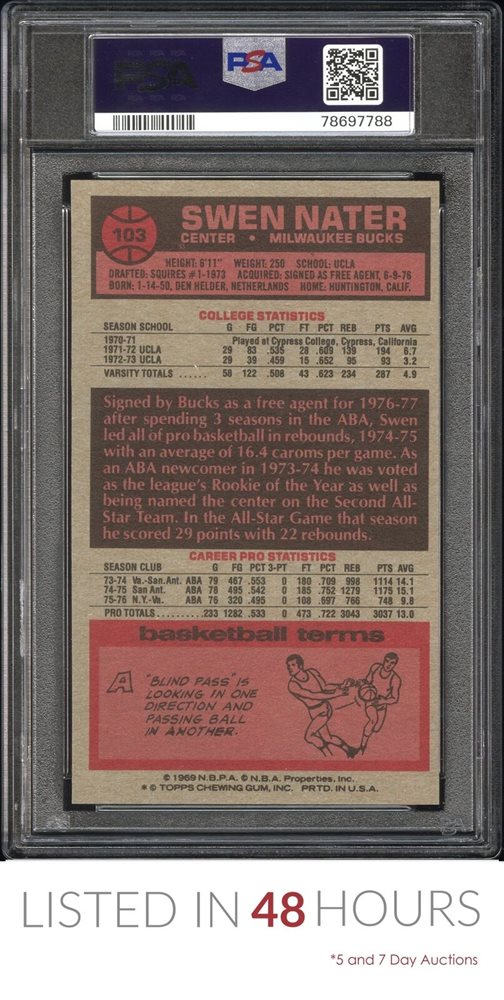 PSA
PSA
78697788
103
SWEN NATER
CENTER • MILWAUKEE BUCKS
HEIGHT: 6'11" WEIGHT: 250 SCHOOL: UCLA
DRAFTED: SQUIRES #1-1973 ACQUIRED: SIGNED AS FREE AGENT, 6-9-76
BORN: 1-14-50, DEN HELDER, NETHERLANDS HOME: HUNTINGTON, CALIF.
COLLEGE STATISTICS
SEASON SCHOOL G FG PCT FT PCT REB PTS AVG
1970-71 Played at Cypress College, Cypress, California
1971-72 UCLA 29 83 .535 28 .609 139 194 6.7
1972-73 UCLA 29 39 .459 15 .652 95 93 3.2
VARSITY TOTALS ...... 58 122 .508 43 .623 234 287 4.9
Signed by Bucks as a free agent for 1976-77
after spending 3 seasons in the ABA, Swen
led all of pro basketball in rebounds, 1974-75
with an average of 16.4 caroms per game. As
an ABA newcomer in 1973-74 he was voted
the league's Rookie of the Year as well as
being named the center on the Second All-
Star Team. In the All-Star Game that season
he scored 29 points with 22 rebounds.
CAREER PRO STATISTICS
SEASON CLUB G FG PCT 3-PT FT PCT REB PTS AVG
73-74 Va.-San.Ant. ABA 79 467 .553 0 180 .709 998 1114 14.1
74-75 San Ant. ABA 78 495 .542 0 185 .752 1279 1175 15.1
75-76 N.Y.-Va. ABA 76 320 .495 0 108 .697 766 748 9.8
PRO TOTALS..............233 1282 .533 0 473 .722 3043 3037 13.0
basketball terms
A "BLIND PASS" IS
LOOKING IN ONE
DIRECTION AND
PASSING BALL
IN ANOTHER.
© 1969 N.B.P.A. © N.B.A. Properties, Inc.
* © TOPPS CHEWING GUM, INC. PRTD. IN U.S.A.
LISTED IN 48 HOURS
*5 and 7 Day Auctions